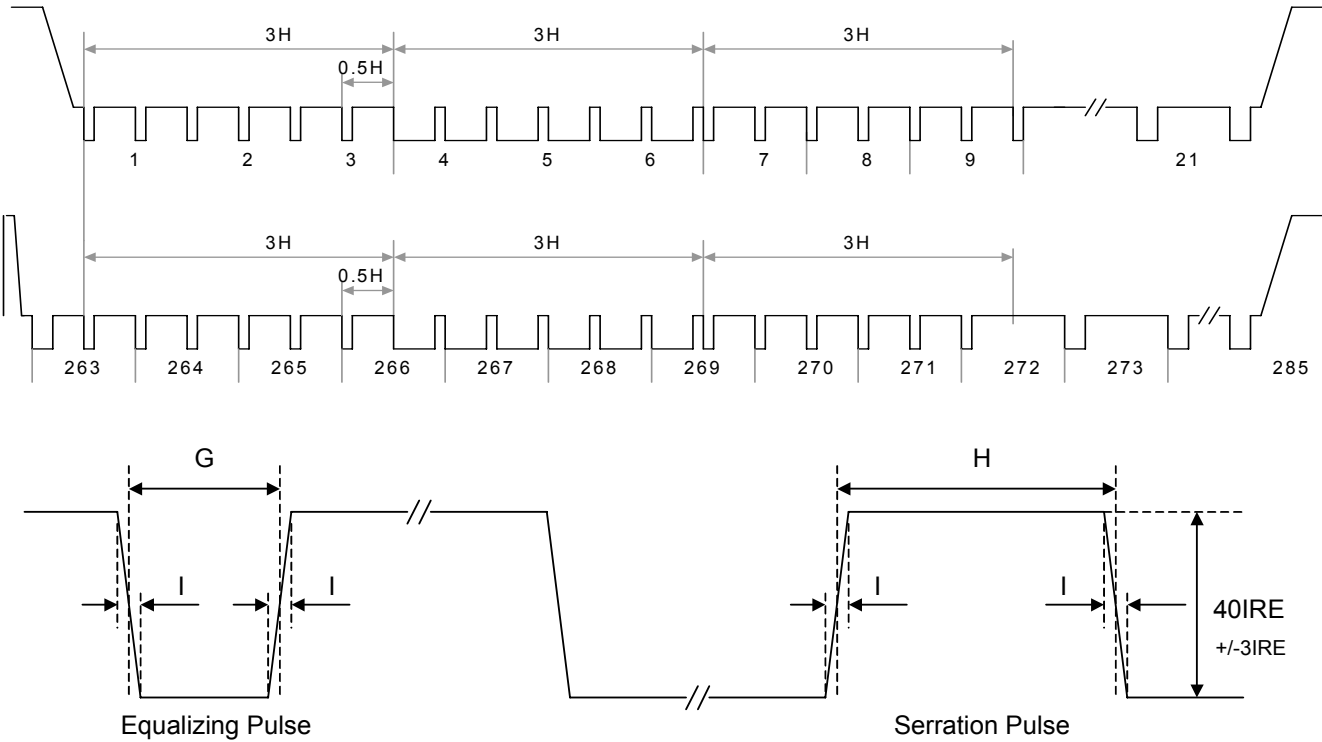 3H 3H 3H
0.5H
1 2 3 4 5 6 7 8 9 21
3H 3H 3H
0.5H
263 264 265 266 267 268 269 270 271 272 273 285
G H
I I I I
40IRE
+/-3IRE
Equalizing Pulse Serration Pulse